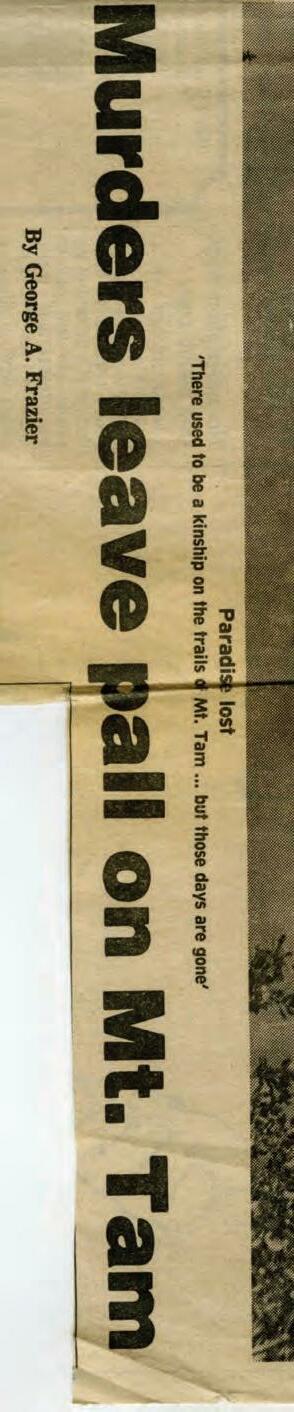 Paradise lost
'There used to be a kinship on the trails of Mt. Tam ... but those days are gone'
Murders leave pall on Mt. Tam
By George A. Frazier